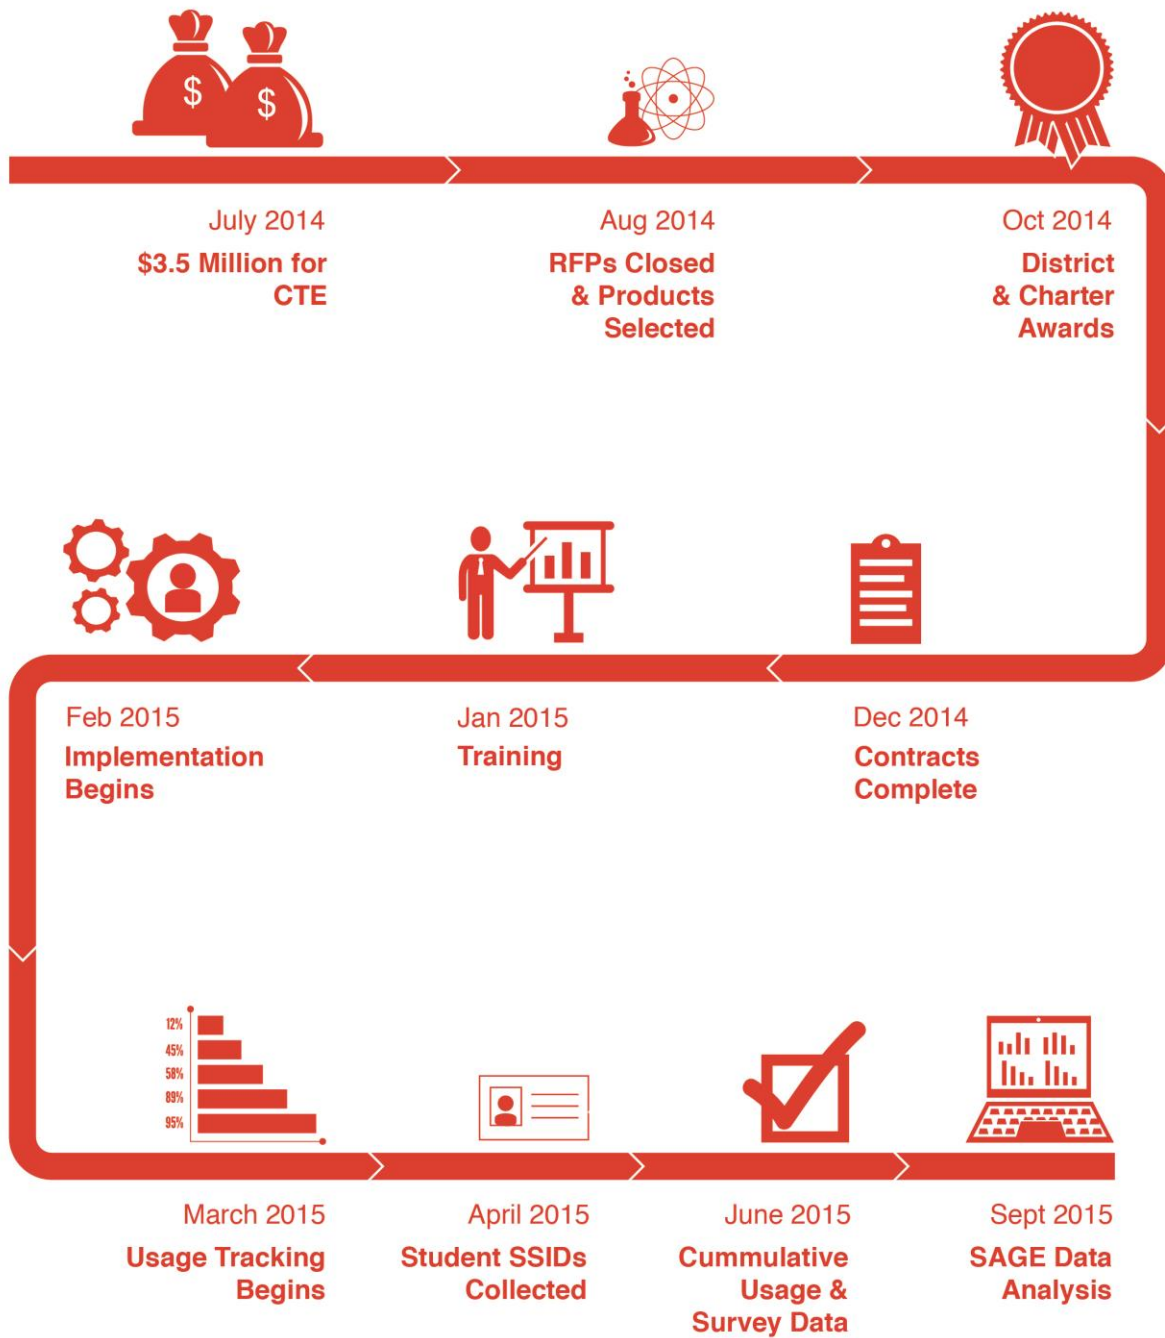 $
$
July 2014
$3.5 Million for
CTE
Aug 2014
RFPs Closed
& Products
Selected
Oct 2014
District
& Charter
Awards
Feb 2015
Implementation
Begins
Jan 2015
Training
Dec 2014
Contracts
Complete
12%
45%
58%
89%
95%
March 2015
Usage Tracking
Begins
April 2015
Student SSIDs
Collected
June 2015
Cummulative
Usage &
Survey Data
Sept 2015
SAGE Data
Analysis